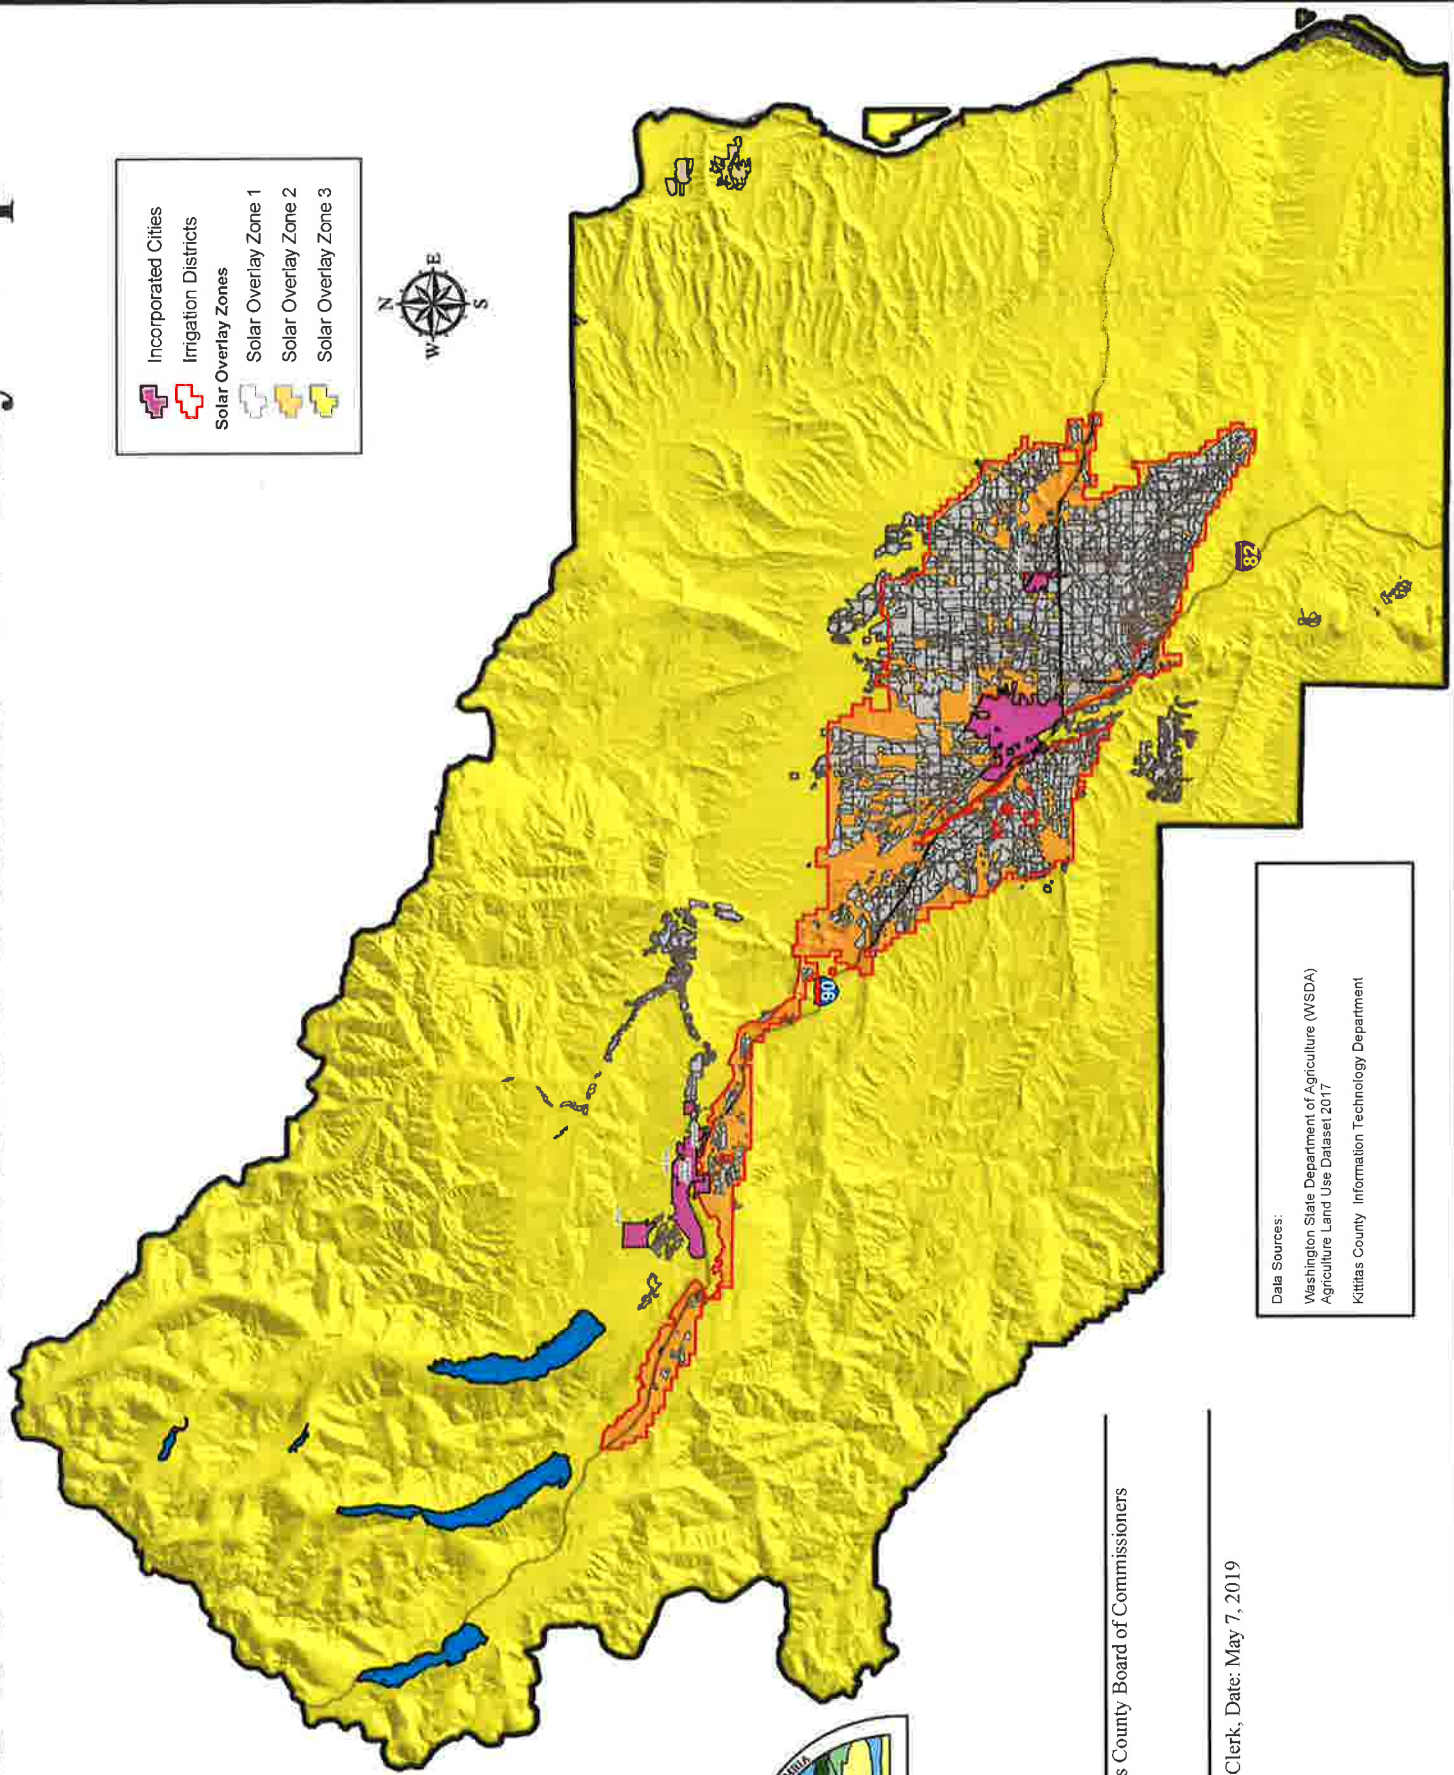 Incorporated Cities
Irrigation Districts
Solar Overlay Zones
Solar Overlay Zone 1
Solar Overlay Zone 2
Solar Overlay Zone 3
N
W
E
S
90
82
Data Sources:
Washington State Department of Agriculture (WSDA)
Agriculture Land Use Dataset 2017
Kittitas County Information Technology Department
s County Board of Commissioners
Clerk, Date: May 7, 2019